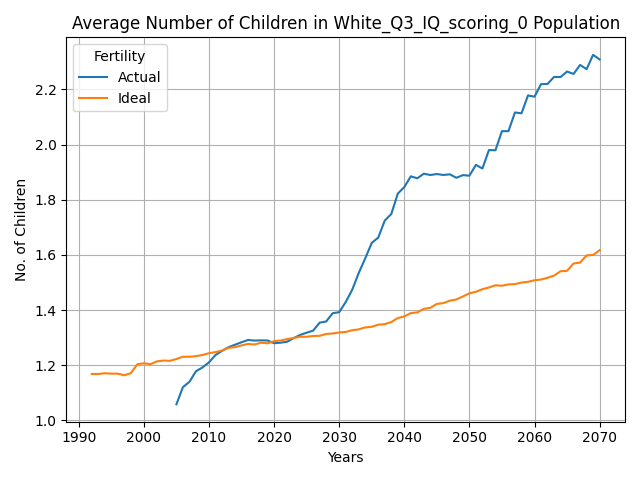 Average Number of Children in White_Q3_IQ_scoring_0 Population
Fertility
Actual
Ideal
No. of Children
2.2
2.0
1.8
1.6
1.4
1.2
1.0
1990 2000 2010 2020 2030 2040 2050 2060 2070
Years